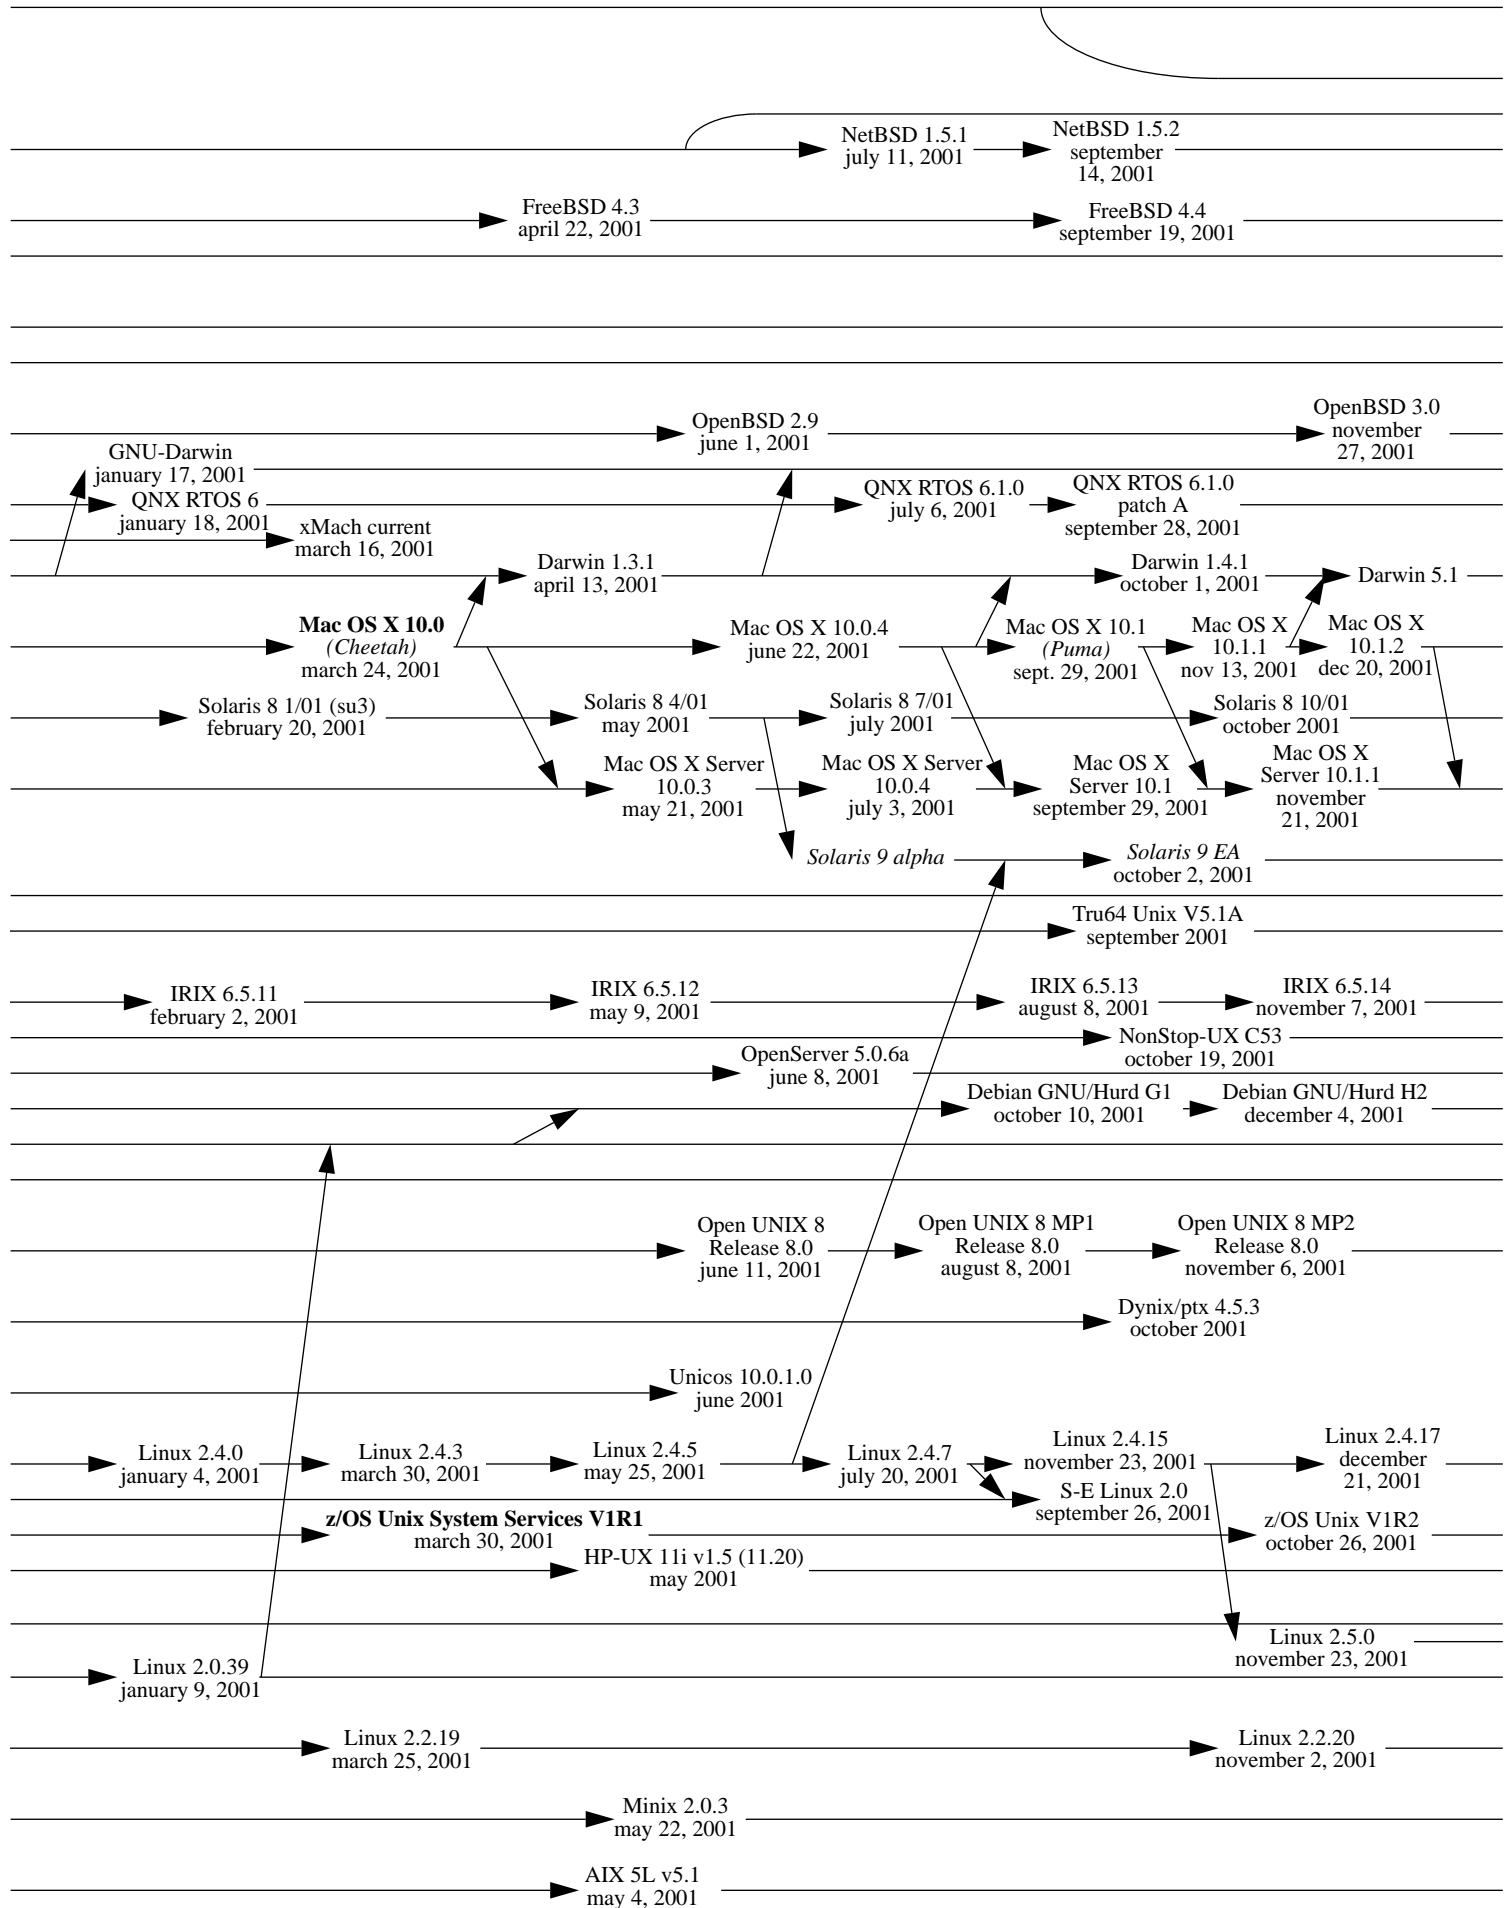 NetBSD 1.5.1
july 11, 2001
NetBSD 1.5.2
september
14, 2001
FreeBSD 4.3
april 22, 2001
FreeBSD 4.4
september 19, 2001
OpenBSD 2.9
june 1, 2001
OpenBSD 3.0
november
27, 2001
GNU-Darwin
january 17, 2001
QNX RTOS 6
january 18, 2001
QNX RTOS 6.1.0
july 6, 2001
QNX RTOS 6.1.0
patch A
september 28, 2001
xMach current
march 16, 2001
Darwin 1.3.1
april 13, 2001
Darwin 1.4.1
october 1, 2001
Darwin 5.1
Mac OS X 10.0
(Cheetah)
march 24, 2001
Mac OS X 10.0.4
june 22, 2001
Mac OS X 10.1
(Puma)
sept. 29, 2001
Mac OS X
10.1.1
nov 13, 2001
Mac OS X
10.1.2
dec 20, 2001
Solaris 8 1/01 (su3)
february 20, 2001
Solaris 8 4/01
may 2001
Solaris 8 7/01
july 2001
Solaris 8 10/01
october 2001
Mac OS X Server
10.0.3
may 21, 2001
Mac OS X Server
10.0.4
july 3, 2001
Mac OS X
Server 10.1
september 29, 2001
Mac OS X
Server 10.1.1
november
21, 2001
Solaris 9 alpha
Solaris 9 EA
october 2, 2001
Tru64 Unix V5.1A
september 2001
IRIX 6.5.11
february 2, 2001
IRIX 6.5.12
may 9, 2001
IRIX 6.5.13
august 8, 2001
IRIX 6.5.14
november 7, 2001
NonStop-UX C53
october 19, 2001
OpenServer 5.0.6a
june 8, 2001
Debian GNU/Hurd G1
october 10, 2001
Debian GNU/Hurd H2
december 4, 2001
Open UNIX 8
Release 8.0
june 11, 2001
Open UNIX 8 MP1
Release 8.0
august 8, 2001
Open UNIX 8 MP2
Release 8.0
november 6, 2001
Dynix/ptx 4.5.3
october 2001
Unicos 10.0.1.0
june 2001
Linux 2.4.0
january 4, 2001
Linux 2.4.3
march 30, 2001
Linux 2.4.5
may 25, 2001
Linux 2.4.7
july 20, 2001
Linux 2.4.15
november 23, 2001
Linux 2.4.17
december
21, 2001
S-E Linux 2.0
september 26, 2001
z/OS Unix System Services V1R1
march 30, 2001
z/OS Unix V1R2
october 26, 2001
HP-UX 11i v1.5 (11.20)
may 2001
Linux 2.5.0
november 23, 2001
Linux 2.0.39
january 9, 2001
Linux 2.2.19
march 25, 2001
Linux 2.2.20
november 2, 2001
Minix 2.0.3
may 22, 2001
AIX 5L v5.1
may 4, 2001